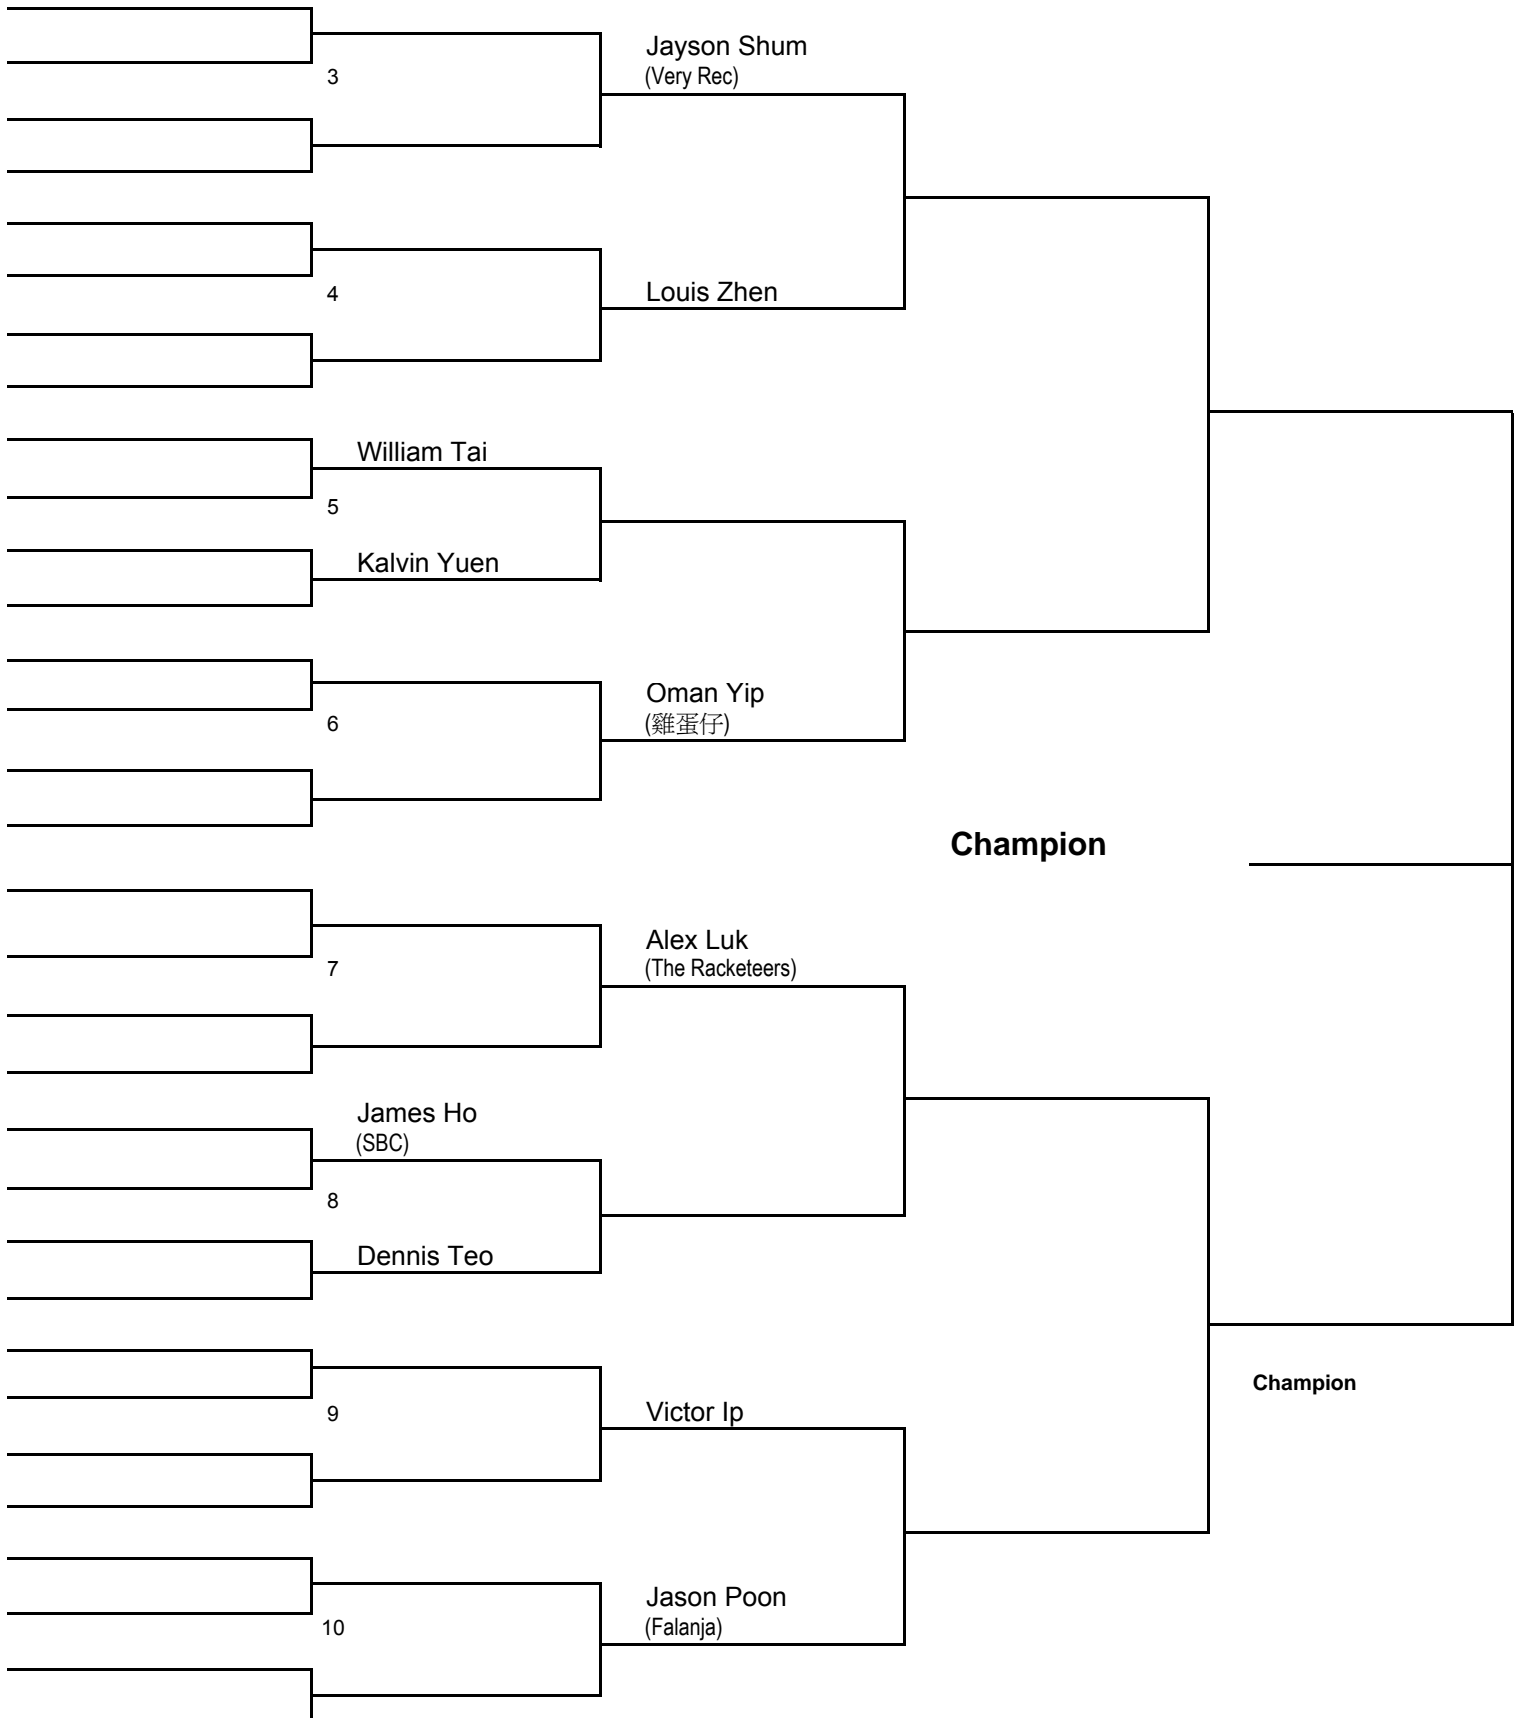 Jayson Shum
(Very Rec)
3
Louis Zhen
4
William Tai
5
Kalvin Yuen
Oman Yip
(雞蛋仔)
6
Champion
Alex Luk
(The Racketeers)
7
James Ho
(SBC)
8
Dennis Teo
Champion
Victor Ip
9
Jason Poon
(Falanja)
10